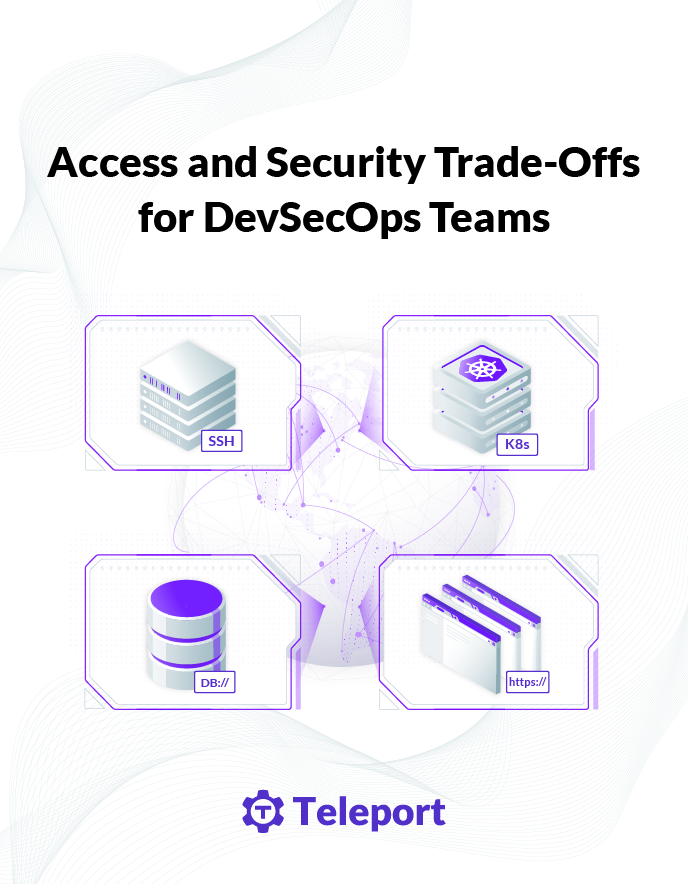 Access and Security Trade-Offs
for DevSecOps Teams
SSH
K8s
DB://
https://
Teleport